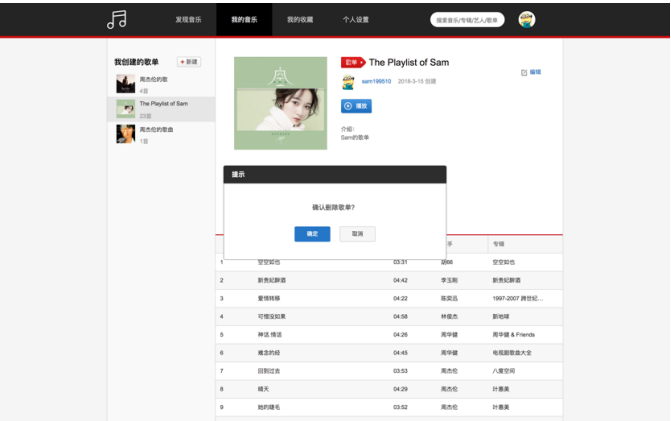 发现音乐 我的音乐 我的收藏 个人设置 搜索音乐/专辑/艺人/歌单
我创建的歌单 + 新建
周杰伦的歌
4首
The Playlist of Sam
23首
周杰伦的歌曲
1首
歌单 The Playlist of Sam
编辑
sam199510 2018-3-15 创建
播放
介绍:
Sam的歌单
提示
确认删除歌单?
确定 取消
手 专辑
1 空空如也 03:31 胡66 空空如也
2 新贵妃醉酒 04:42 李玉刚 新贵妃醉酒
3 爱情转移 04:22 陈奕迅 1997-2007 跨世纪...
4 可惜没如果 04:58 林俊杰 新地球
5 神话 情话 04:26 周华健 周华健 & Friends
6 难念的经 04:45 周华健 电视剧歌曲大全
7 回到过去 03:53 周杰伦 八度空间
8 晴天 04:29 周杰伦 叶惠美
9 她的睫毛 03:52 周杰伦 叶惠美